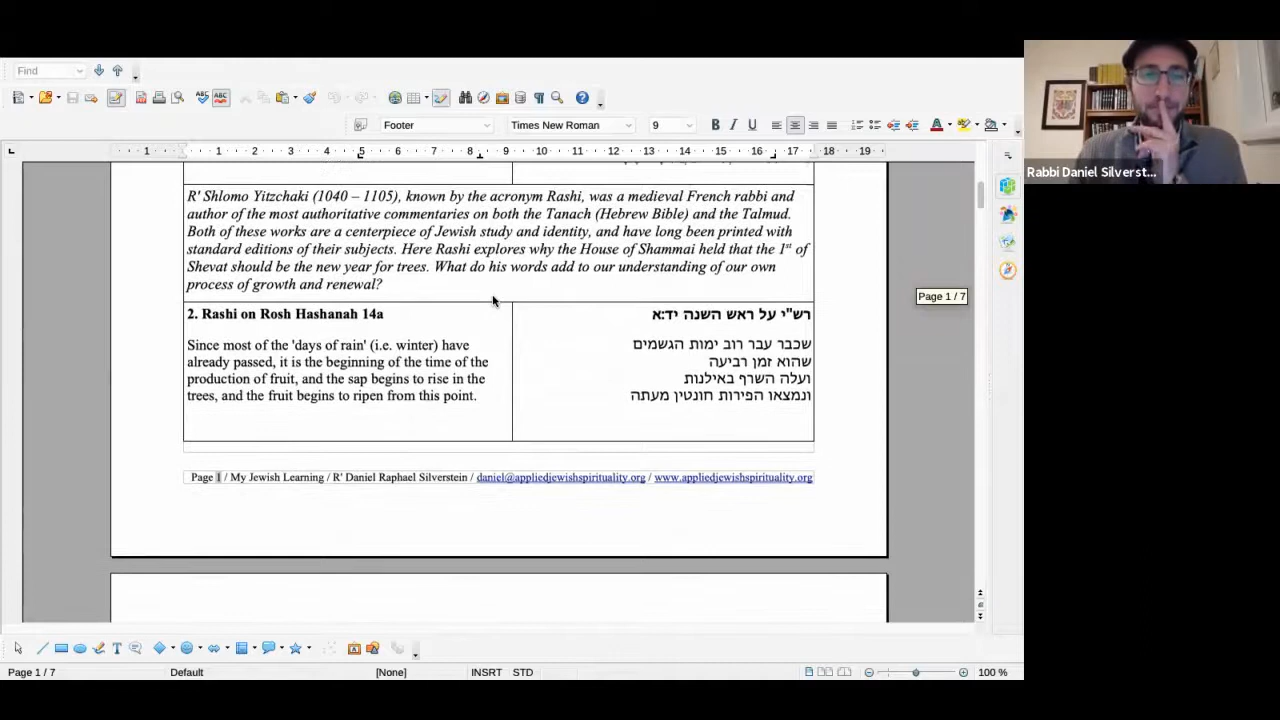 Find
Footer
Times New Roman
9
1 1 2 3 4 5 6 7 8 9 10 11 12 13 14 15 16 17 18 19
R' Shlomo Yitzchaki (1040 – 1105), known by the acronym Rashi, was a medieval French rabbi and
author of the most authoritative commentaries on both the Tanach (Hebrew Bible) and the Talmud.
Both of these works are a centerpiece of Jewish study and identity, and have long been printed with
standard editions of their subjects. Here Rashi explores why the House of Shammai held that the 1st of
Shevat should be the new year for trees. What do his words add to our understanding of our own
process of growth and renewal?
2. Rashi on Rosh Hashanah 14a
Since most of the 'days of rain' (i.e. winter) have
already passed, it is the beginning of the time of the
production of fruit, and the sap begins to rise in the
trees, and the fruit begins to ripen from this point.
רש"י על ראש השנה יד:א
שכבר עבר רוב ימות הגשמים
שהוא זמן רביעה
ועלה השרף באילנות
ונמצאו הפירות חונטין מעתה
Page 1 / My Jewish Learning / R' Daniel Raphael Silverstein / daniel@appliedjewishspirituality.org / www.appliedjewishspirituality.org
Page 1 / 7
Rabbi Daniel Silverst...
Page 1 / 7
Default
[None]
INSRT
STD
100 %